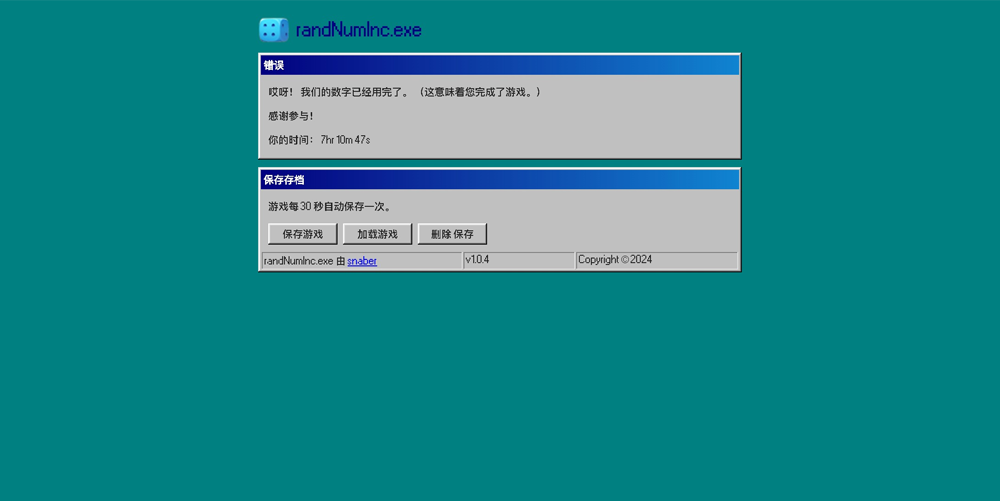 randNumInc.exe
错误
哎呀！ 我们的数字已经用完了。 （这意味着您完成了游戏。）
感谢参与！
你的时间： 7hr 10m 47s
保存存档
游戏每 30 秒自动保存一次。
保存游戏 加载游戏 删除 保存
randNumInc.exe 由 snaber v1.0.4 Copyright © 2024